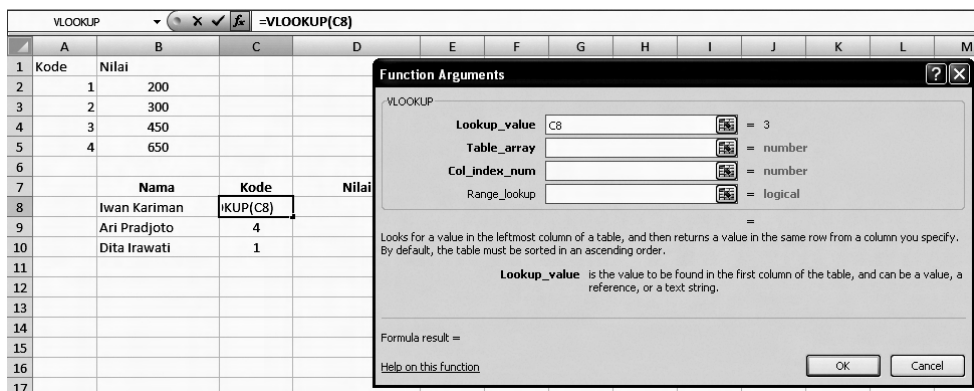 VLOOKUP fx =VLOOKUP(C8)
A B C D E F G H I J K L M
1 Kode Nilai
2 1 200
3 2 300
4 3 450
5 4 650
6
7 Nama Kode Nilai
8 Iwan Kariman KUP(C8)
9 Ari Pradjoto 4
10 Dita Irawati 1
11
12
13
14
15
16
17
Function Arguments ? X
VLOOKUP
Lookup_value C8 = 3
Table_array = number
Col_index_num = number
Range_lookup = logical
=
Looks for a value in the leftmost column of a table, and then returns a value in the same row from a column you specify.
By default, the table must be sorted in an ascending order.
Lookup_value is the value to be found in the first column of the table, and can be a value, a
reference, or a text string.
Formula result =
Help on this function OK Cancel